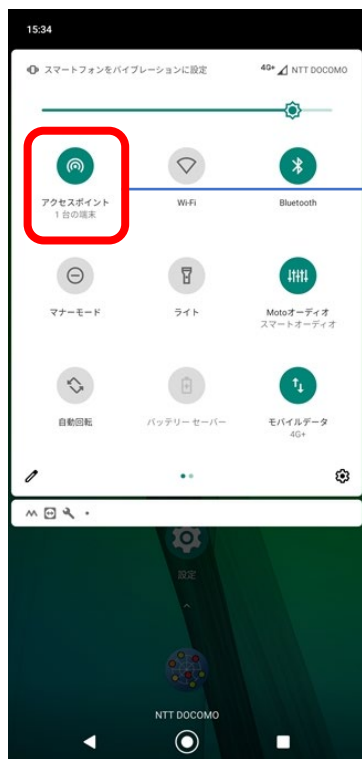 15:34
スマートフォンをバイブレーションに設定
4G+ NTT DOCOMO
アクセスポイント
1 台の端末
Wi-Fi
Bluetooth
マナーモード
ライト
Motoオーディオ
スマートオーディオ
自動回転
バッテリー セーバー
モバイルデータ
4G+
設定
NTT DOCOMO